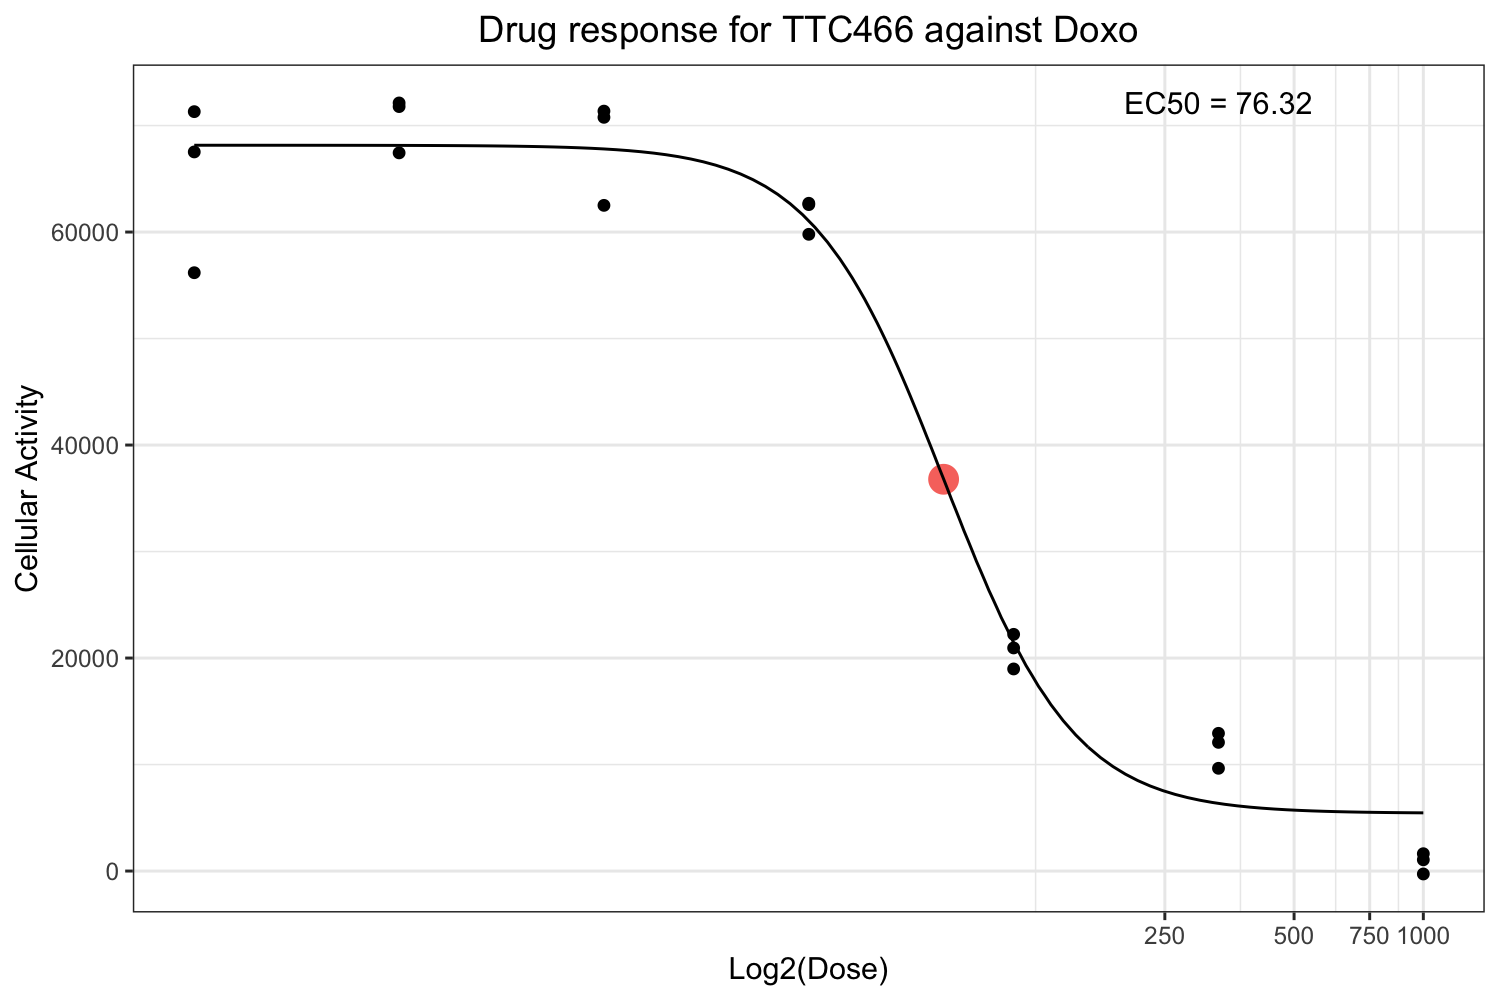 Drug response for TTC466 against Doxo
EC50 = 76.32
Cellular Activity
60000
40000
20000
0
250 500 750 1000
Log2(Dose)